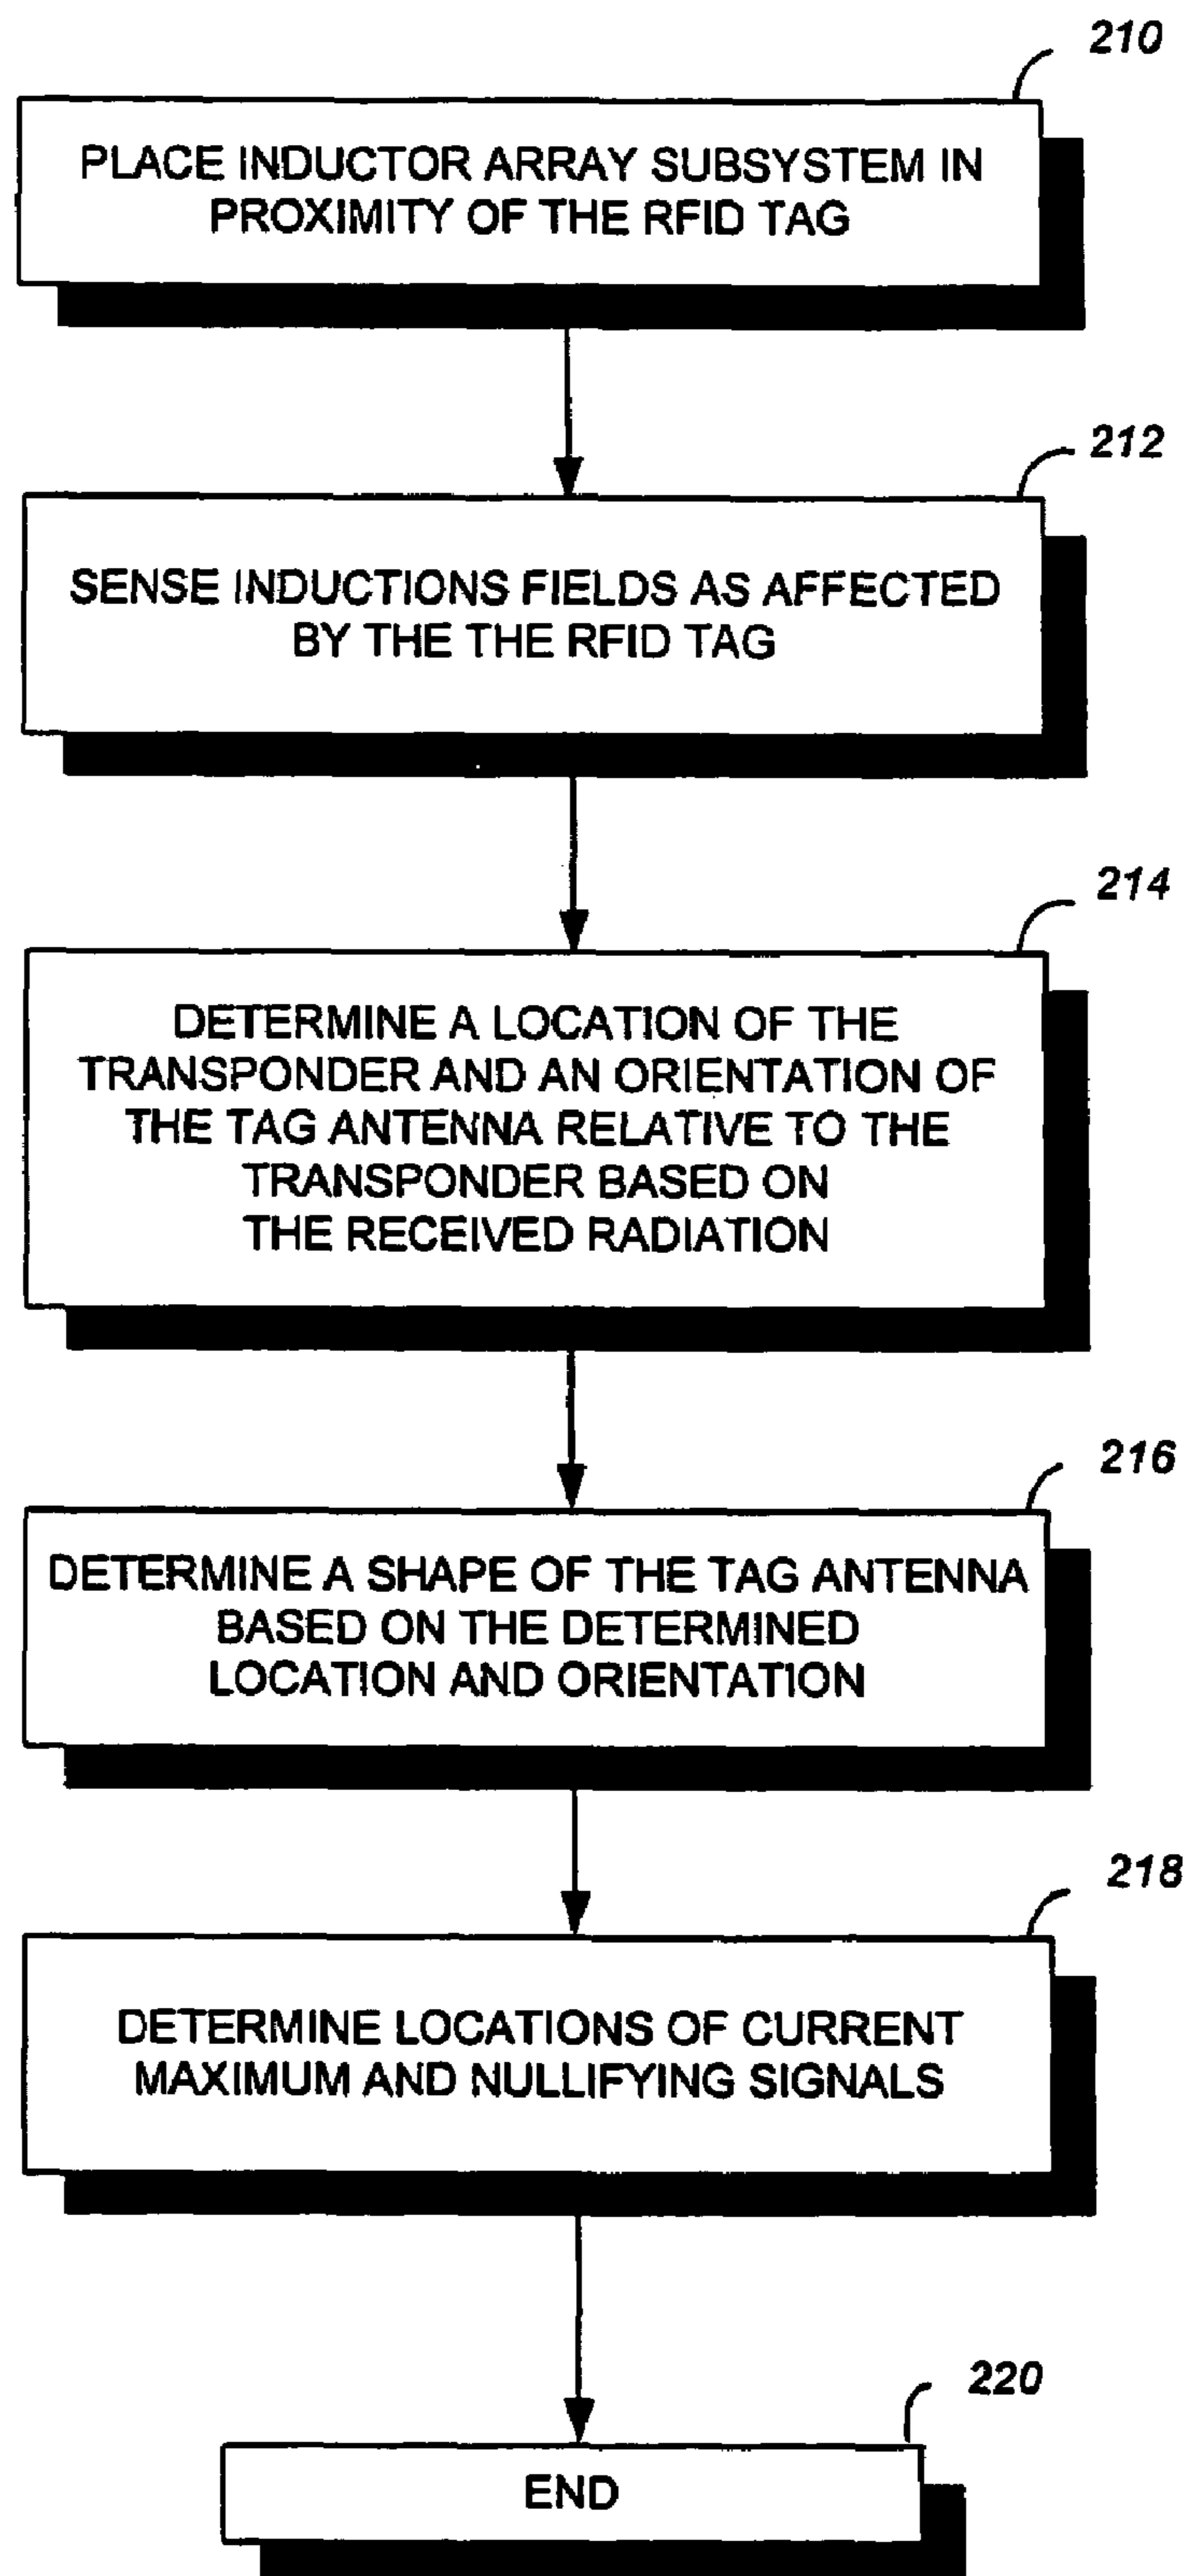 210
PLACE INDUCTOR ARRAY SUBSYSTEM IN
PROXIMITY OF THE RFID TAG
212
SENSE INDUCTIONS FIELDS AS AFFECTED
BY THE THE RFID TAG
214
DETERMINE A LOCATION OF THE
TRANSPONDER AND AN ORIENTATION OF
THE TAG ANTENNA RELATIVE TO THE
TRANSPONDER BASED ON
THE RECEIVED RADIATION
216
DETERMINE A SHAPE OF THE TAG ANTENNA
BASED ON THE DETERMINED
LOCATION AND ORIENTATION
218
DETERMINE LOCATIONS OF CURRENT
MAXIMUM AND NULLIFYING SIGNALS
220
END